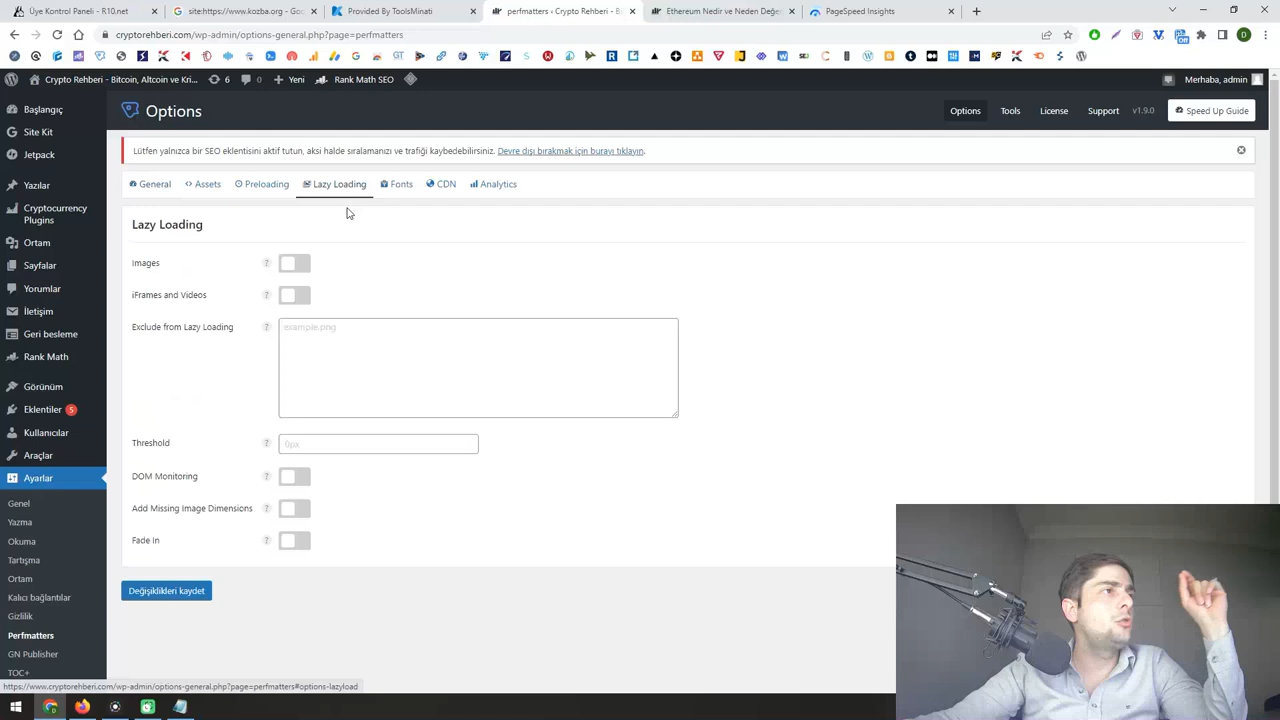 Üye Kontrol Paneli - R10.net
site:https://www.kozba.org - Goo
Provided By ToolsMinati
perfmatters ‹ Crypto Rehberi - Bi
Ethereum Nedir ve Neden Değer
PageSpeed Insights
cryptorehberi.com/wp-admin/options-general.php?page=perfmatters
Crypto Rehberi - Bitcoin, Altcoin ve Kri...
6
0
Yeni
Rank Math SEO
Merhaba, admin
Başlangıç
Site Kit
Jetpack
Yazılar
Cryptocurrency
Plugins
Ortam
Sayfalar
Yorumlar
İletişim
Geri besleme
Rank Math
Görünüm
Eklentiler 5
Kullanıcılar
Araçlar
Ayarlar
Genel
Yazma
Okuma
Tartışma
Ortam
Kalıcı bağlantılar
Gizlilik
Perfmatters
GN Publisher
TOC+
Options
Options
Tools
License
Support
v1.9.0
Speed Up Guide
Lütfen yalnızca bir SEO eklentisini aktif tutun, aksi halde sıralamanızı ve trafiği kaybedebilirsiniz. Devre dışı bırakmak için burayı tıklayın.
General
Assets
Preloading
Lazy Loading
Fonts
CDN
Analytics
Lazy Loading
Images ?
iFrames and Videos ?
Exclude from Lazy Loading ?
example.png
Threshold ?
0px
DOM Monitoring ?
Add Missing Image Dimensions ?
Fade In ?
Değişiklikleri kaydet
https://www.cryptorehberi.com/wp-admin/options-general.php?page=perfmatters#options-lazyload